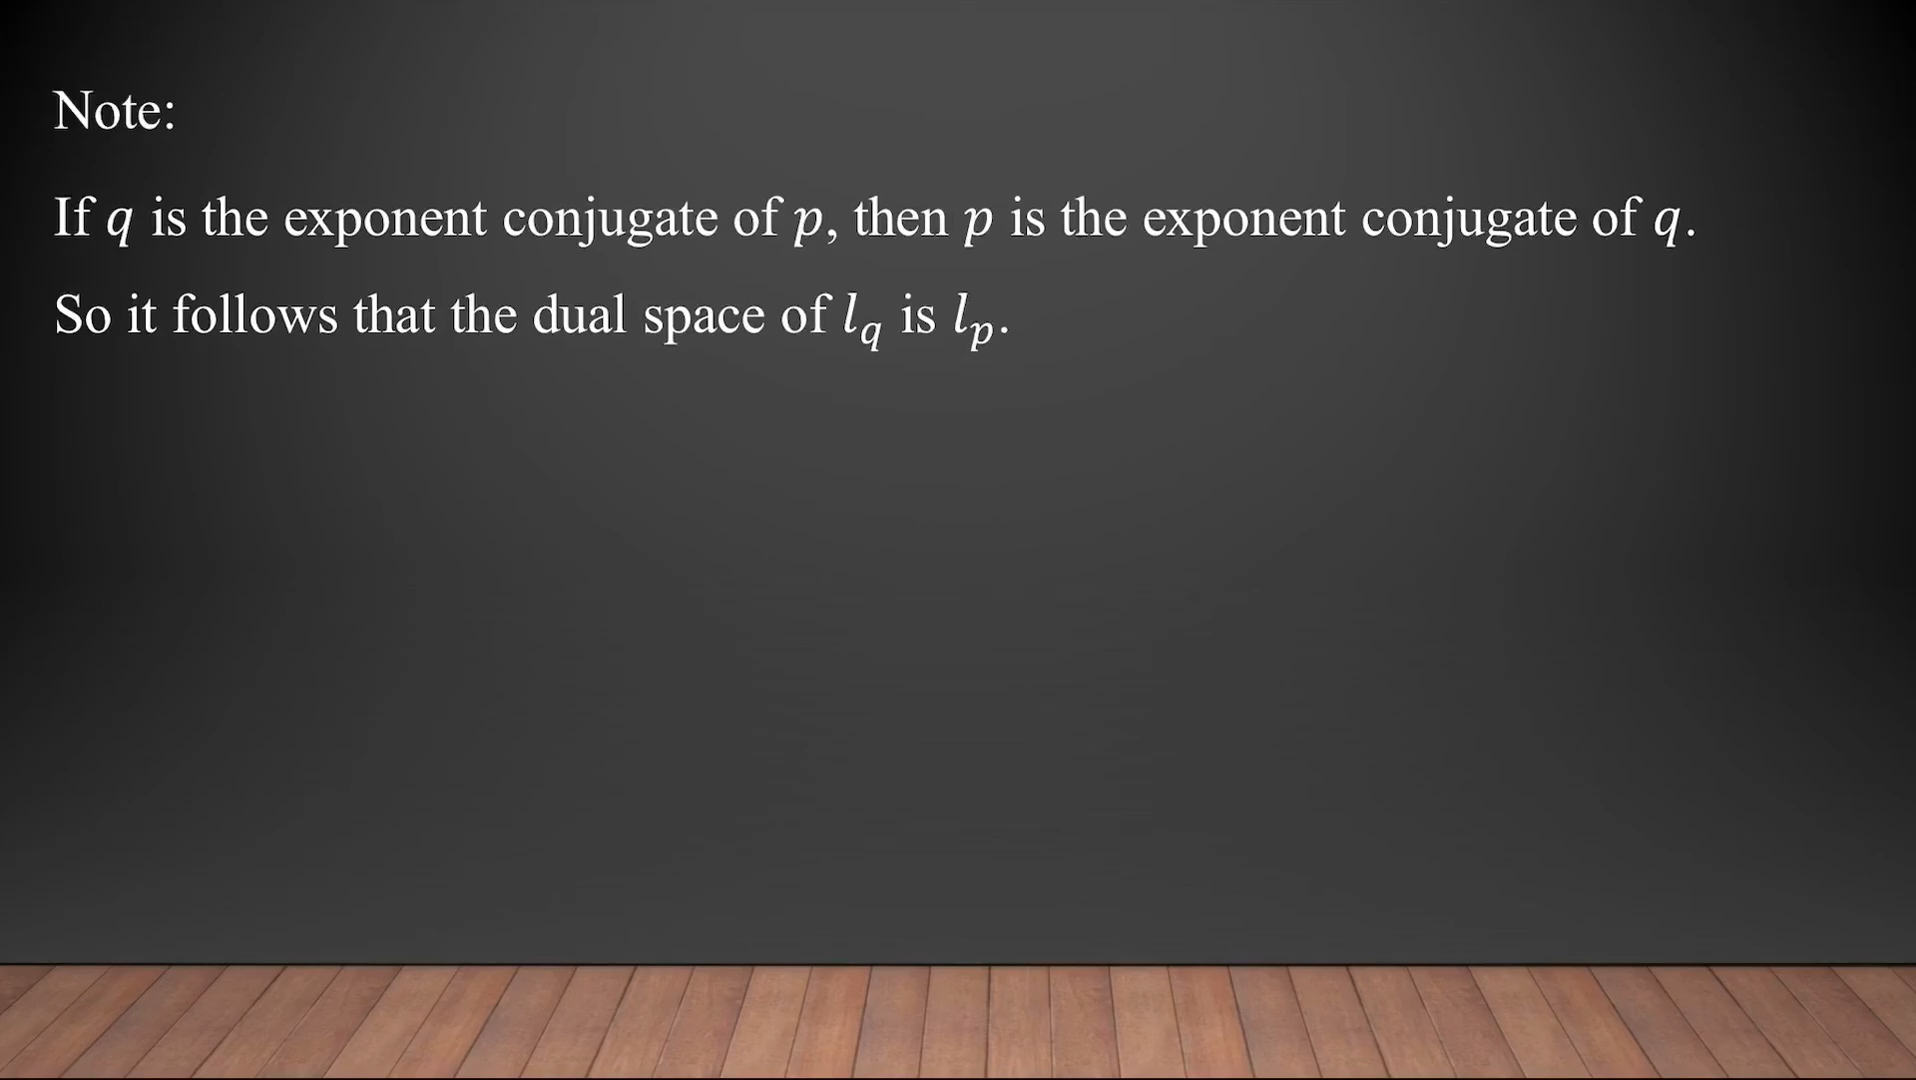 Note:
If q is the exponent conjugate of p, then p is the exponent conjugate of q.
So it follows that the dual space of l_q is l_p.